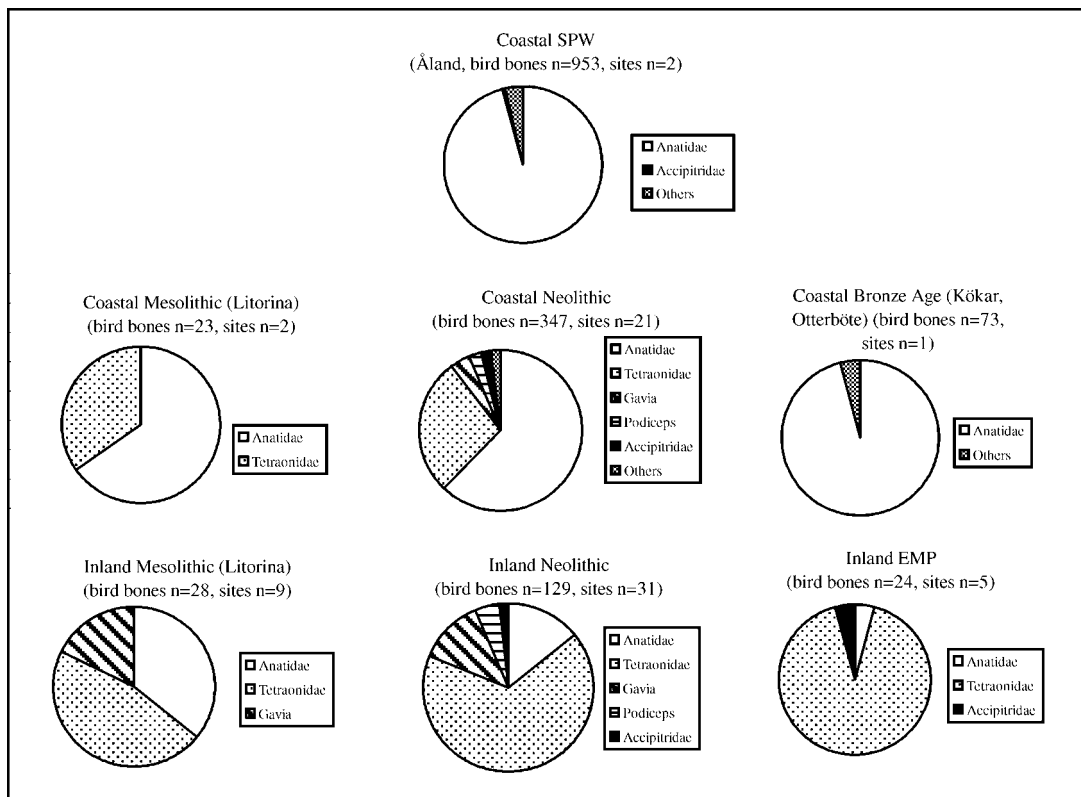 Coastal SPW
(Åland, bird bones n=953, sites n=2)
Anatidae
Accipitridae
Others
Coastal Mesolithic (Litorina)
(bird bones n=23, sites n=2)
Anatidae
Tetraonidae
Coastal Neolithic
(bird bones n=347, sites n=21)
Anatidae
Tetraonidae
Gavia
Podiceps
Accipitridae
Others
Coastal Bronze Age (Kökar,
Otterböte) (bird bones n=73,
sites n=1)
Anatidae
Others
Inland Mesolithic (Litorina)
(bird bones n=28, sites n=9)
Anatidae
Tetraonidae
Gavia
Inland Neolithic
(bird bones n=129, sites n=31)
Anatidae
Tetraonidae
Gavia
Podiceps
Accipitridae
Inland EMP
(bird bones n=24, sites n=5)
Anatidae
Tetraonidae
Accipitridae